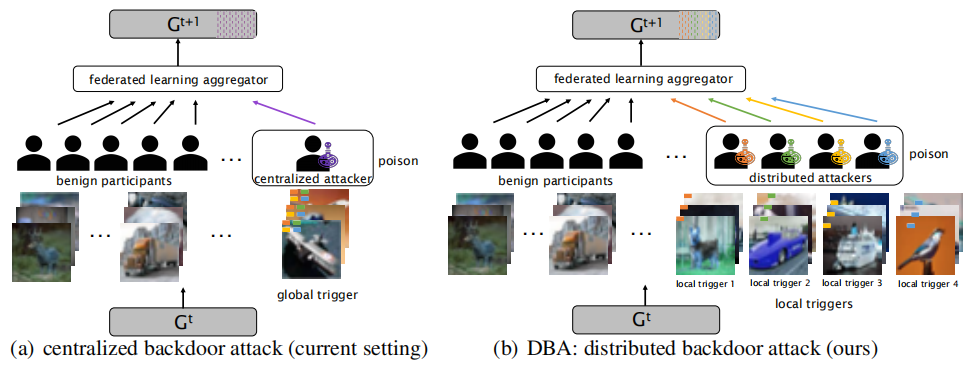 G^{t+1}
federated learning aggregator
...
poison
benign participants
centralized attacker
...
...
global trigger
G^t
(a) centralized backdoor attack (current setting)
G^{t+1}
federated learning aggregator
...
poison
benign participants
distributed attackers
...
...
local trigger 1 local trigger 2 local trigger 3 local trigger 4
local triggers
G^t
(b) DBA: distributed backdoor attack (ours)